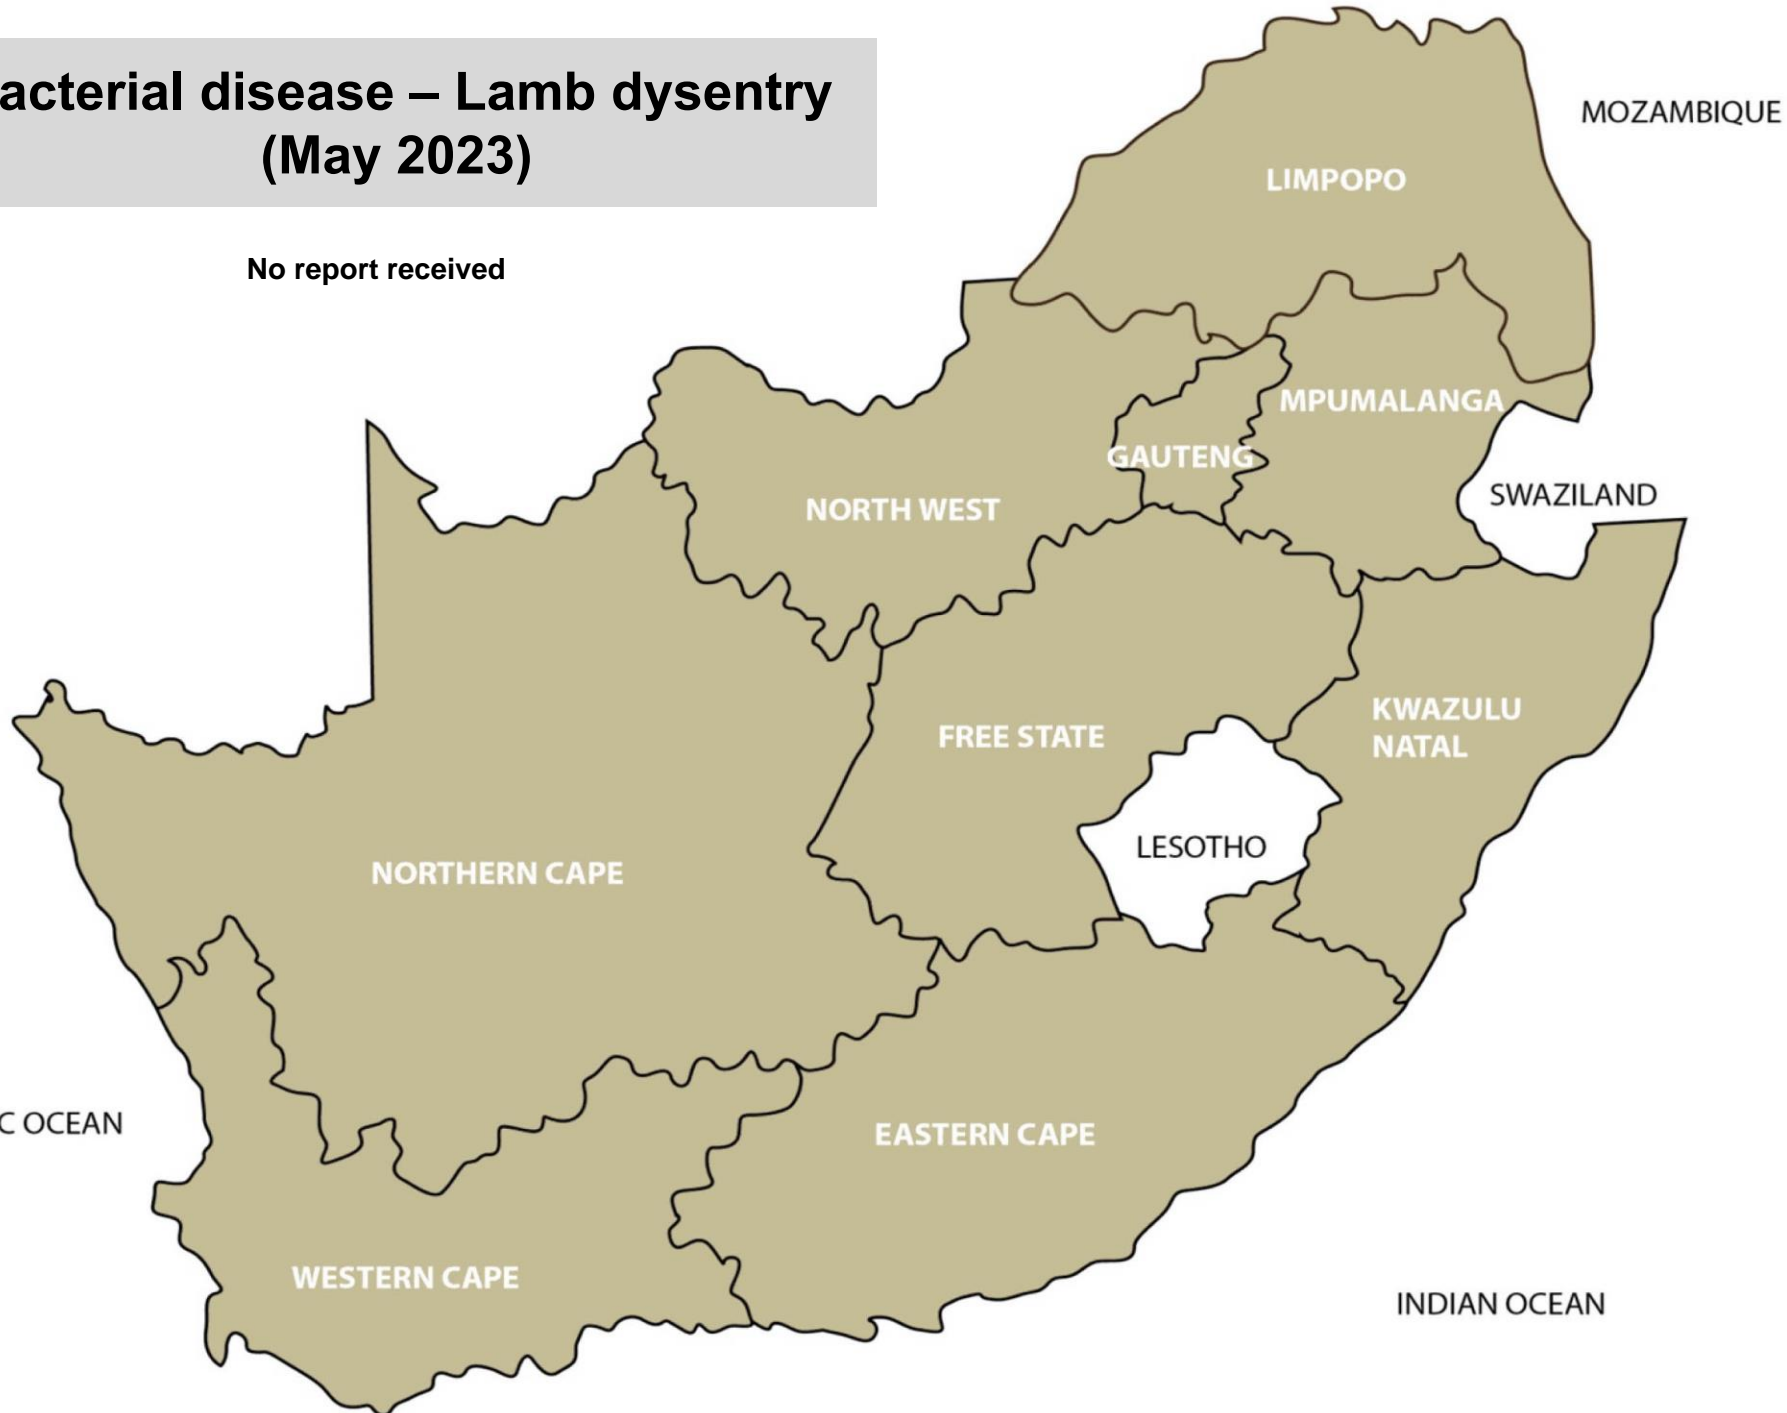 acterial disease – Lamb dysentry
(May 2023)
No report received
MOZAMBIQUE
LIMPOPO
MPUMALANGA
GAUTENG
SWAZILAND
NORTH WEST
KWAZULU
NATAL
FREE STATE
LESOTHO
NORTHERN CAPE
C OCEAN
EASTERN CAPE
WESTERN CAPE
INDIAN OCEAN